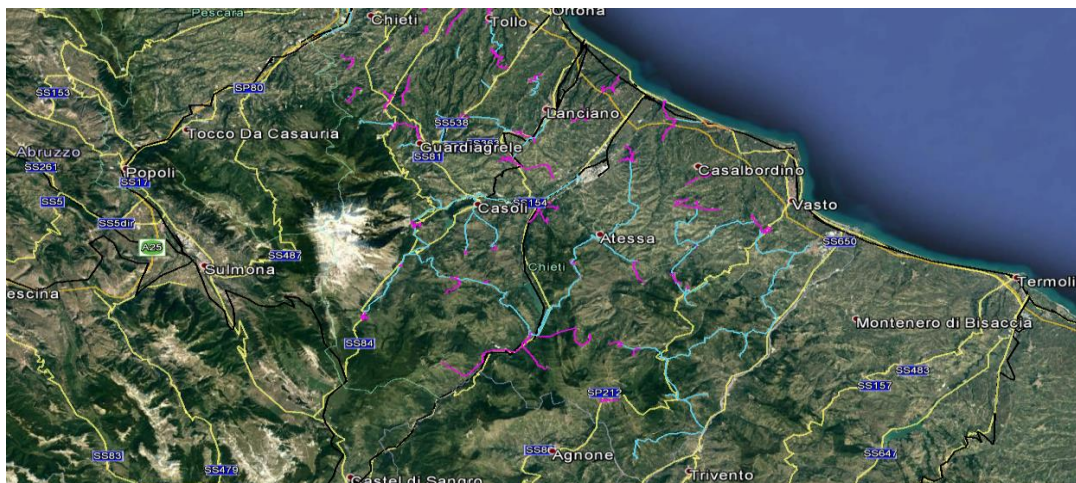 Ortona
Pescara
Chieti
Tollo
SP80
SS153
Lanciano
SS538
Tocco Da Casauria
Guardiagrele
Abruzzo
SS81
SS261
Popoli
Casalbordino
SS17
SS5
SS154
Vasto
Casoli
SS5dir
Atessa
SS650
A25
SS487
Sulmona
Chieti
Termoli
escina
Montenero di Bisaccia
SS84
SS483
SS157
SP212
SS83
SS479
Agnone
SS647
Trivento
Castel di Sangro